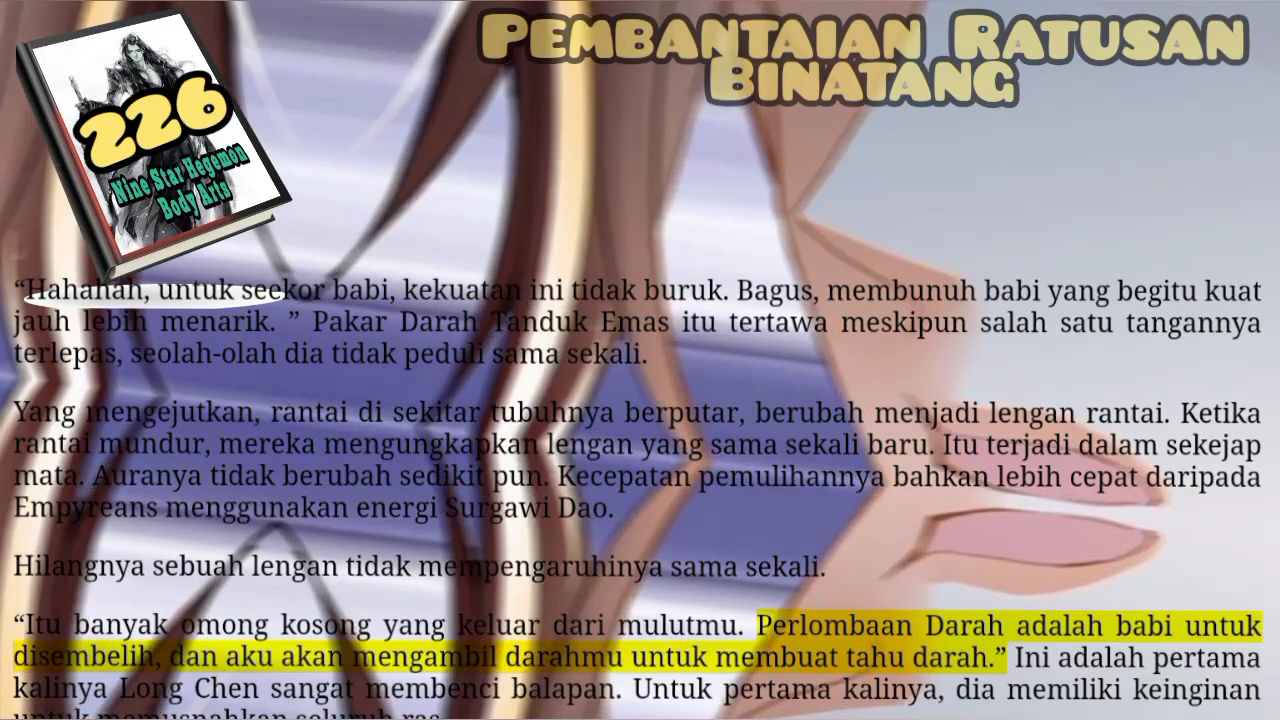 Pembantaian Ratusan
Binatang
226
Nine Star Hegemon
Body Arts
“Hahahah, untuk seekor babi, kekuatan ini tidak buruk. Bagus, membunuh babi yang begitu kuat
jauh lebih menarik. ” Pakar Darah Tanduk Emas itu tertawa meskipun salah satu tangannya
terlepas, seolah-olah dia tidak peduli sama sekali.
Yang mengejutkan, rantai di sekitar tubuhnya berputar, berubah menjadi lengan rantai. Ketika
rantai mundur, mereka mengungkapkan lengan yang sama sekali baru. Itu terjadi dalam sekejap
mata. Auranya tidak berubah sedikit pun. Kecepatan pemulihannya bahkan lebih cepat daripada
Empyreans menggunakan energi Surgawi Dao.
Hilangnya sebuah lengan tidak mempengaruhinya sama sekali.
“Itu banyak omong kosong yang keluar dari mulutmu. Perlombaan Darah adalah babi untuk
disembelih, dan aku akan mengambil darahmu untuk membuat tahu darah.” Ini adalah pertama
kalinya Long Chen sangat membenci balapan. Untuk pertama kalinya, dia memiliki keinginan
untuk memusnahkan seluruh ras.